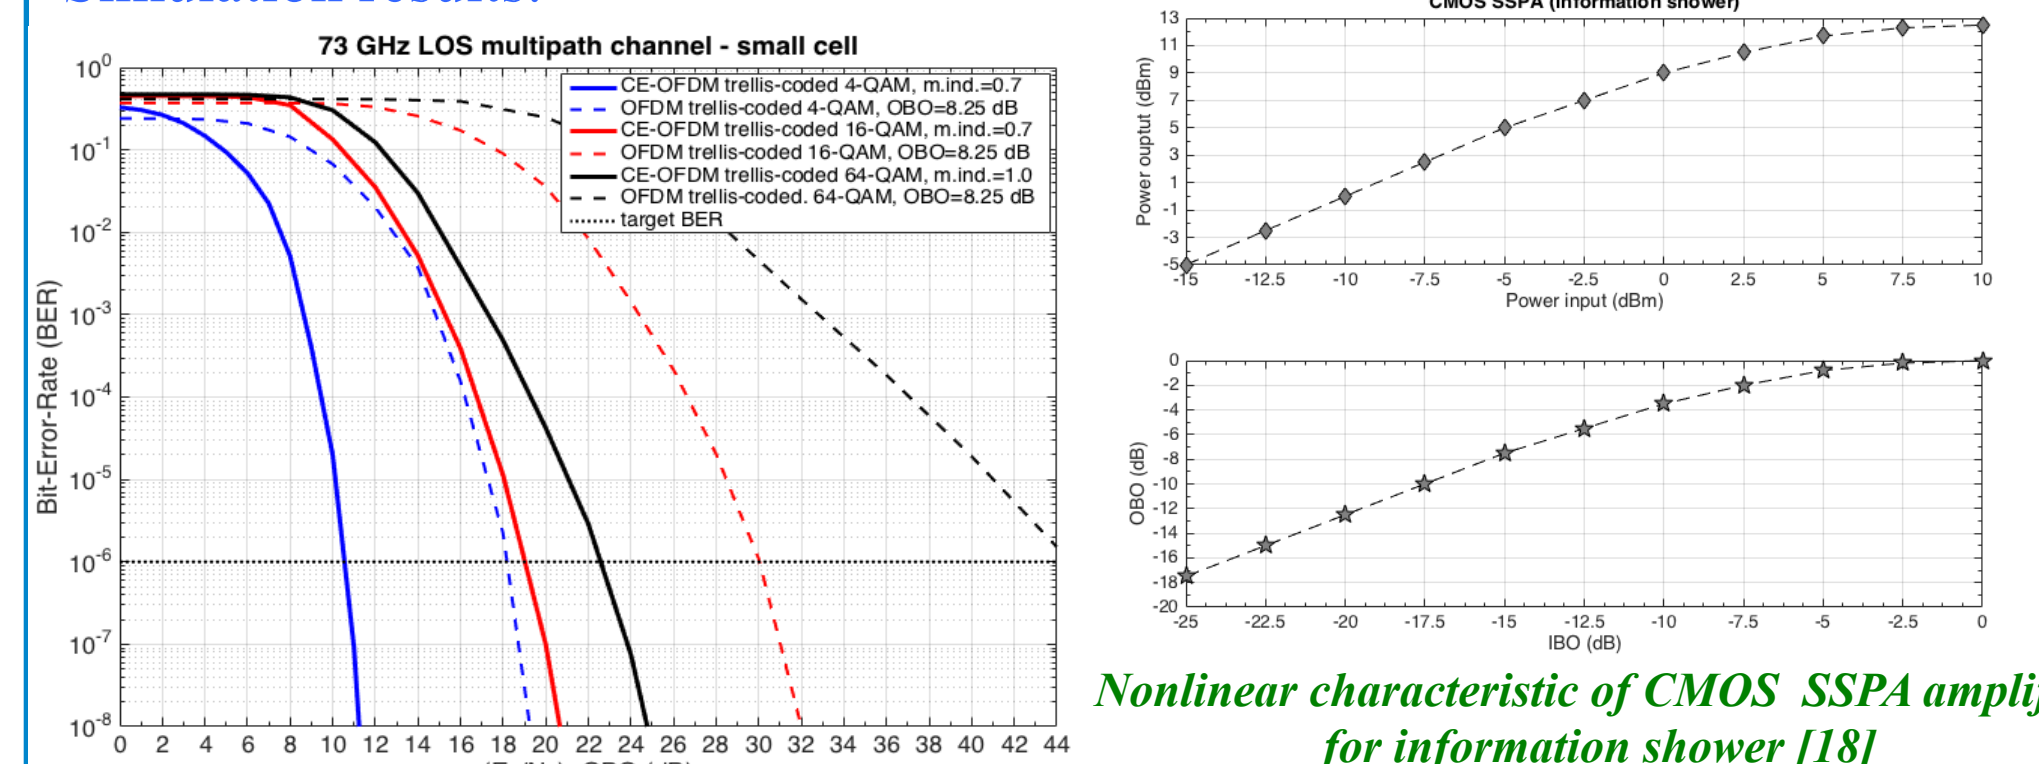 Simulation results:
73 GHz LOS multipath channel - small cell
CE-OFDM trellis-coded 4-QAM, m.ind.=0.7
OFDM trellis-coded 4-QAM, OBO=8.25 dB
CE-OFDM trellis-coded 16-QAM, m.ind.=0.7
OFDM trellis-coded 16-QAM, OBO=8.25 dB
CE-OFDM trellis-coded 64-QAM, m.ind.=1.0
OFDM trellis-coded. 64-QAM, OBO=8.25 dB
target BER
Bit-Error-Rate (BER)
10^0
10^-1
10^-2
10^-3
10^-4
10^-5
10^-6
10^-7
10^-8
0 2 4 6 8 10 12 14 16 18 20 22 24 26 28 30 32 34 36 38 40 42 44
CMOS SSPA (information shower)
Power ouptut (dBm)
13
11
9
7
5
3
1
-1
-3
-5
-15 -12.5 -10 -7.5 -5 -2.5 0 2.5 5 7.5 10
Power input (dBm)
OBO (dB)
0
-2
-4
-6
-8
-10
-12
-14
-16
-18
-20
-25 -22.5 -20 -17.5 -15 -12.5 -10 -7.5 -5 -2.5 0
IBO (dB)
Nonlinear characteristic of CMOS SSPA amplif
for information shower [18]